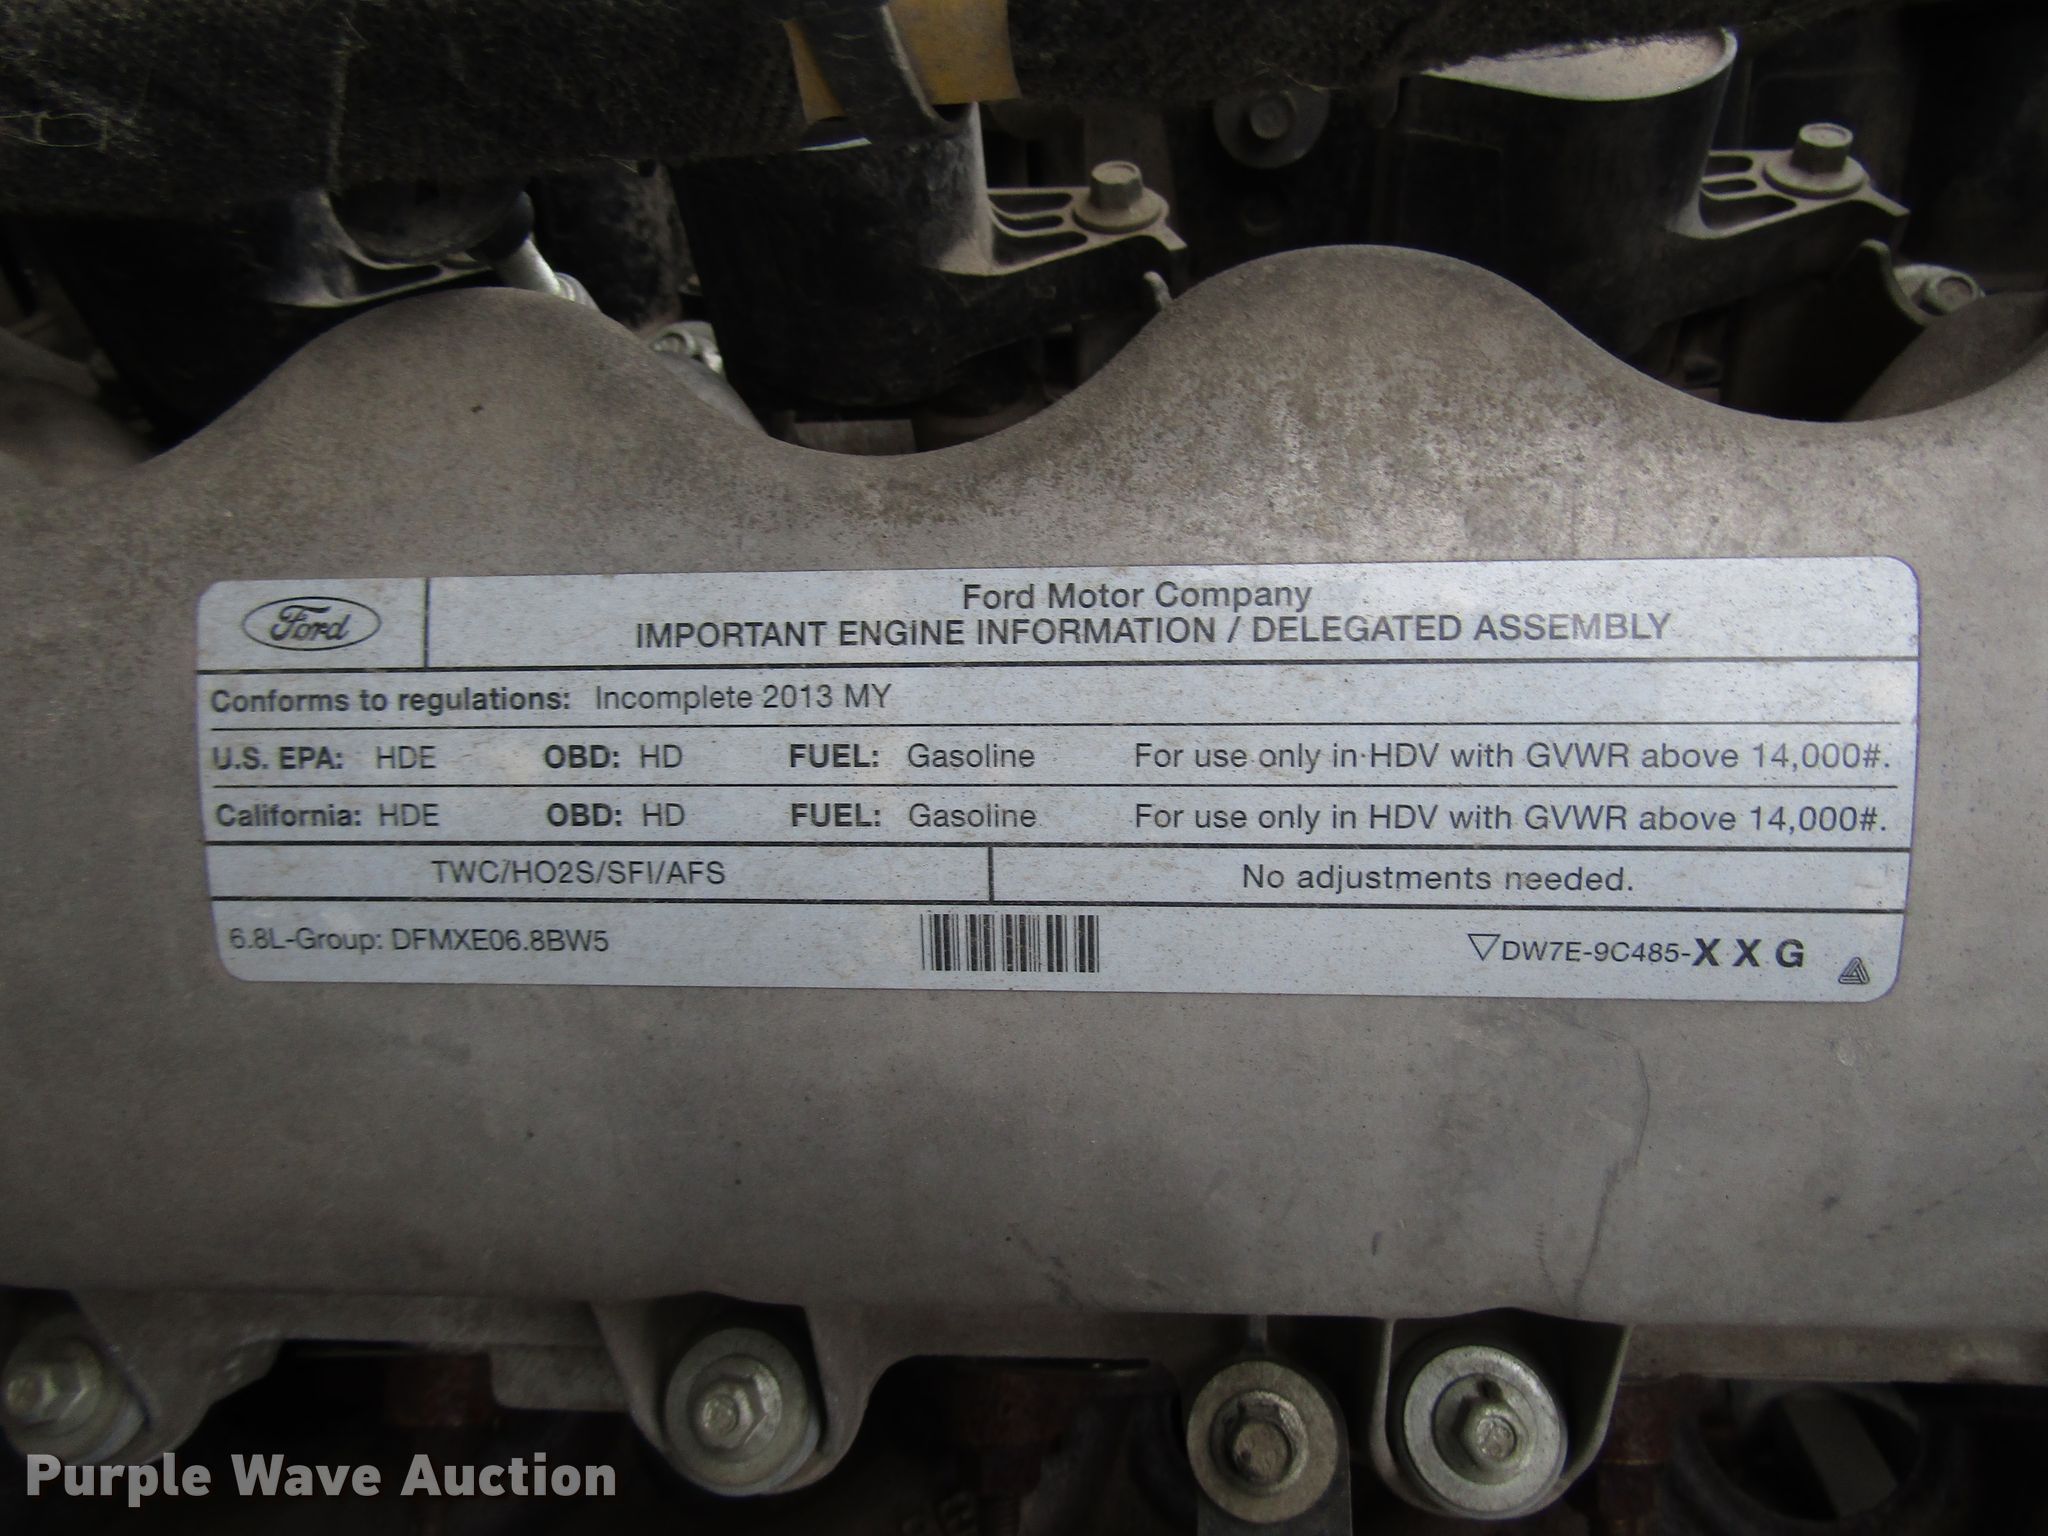 Ford
Ford Motor Company
IMPORTANT ENGINE INFORMATION / DELEGATED ASSEMBLY
Conforms to regulations: Incomplete 2013 MY
U.S. EPA: HDE OBD: HD FUEL: Gasoline For use only in HDV with GVWR above 14,000#.
California: HDE OBD: HD FUEL: Gasoline For use only in HDV with GVWR above 14,000#.
TWC/HO2S/SFI/AFS No adjustments needed.
6.8L-Group: DFMXE06.8BW5 ▽DW7E-9C485-X X G
Purple Wave Auction